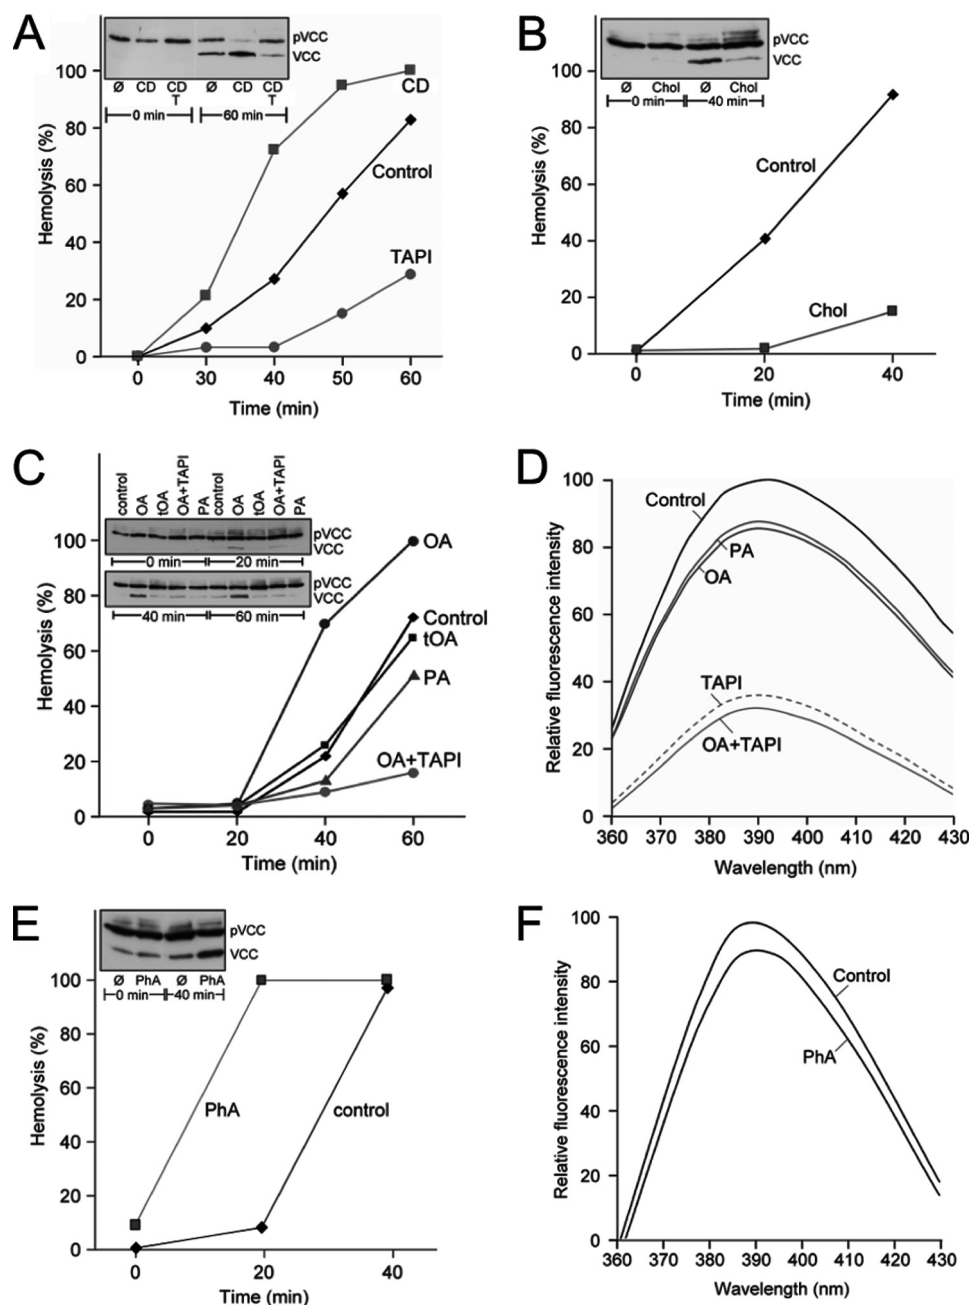 A
pVCC
VCC
Ø CD CD T Ø CD CD T
0 min 60 min
100
80
60
40
20
0
Hemolysis (%)
CD
Control
TAPI
0 30 40 50 60
Time (min)
B
pVCC
VCC
Ø Chol Ø Chol
0 min 40 min
100
80
60
40
20
0
Hemolysis (%)
Control
Chol
0 20 40
Time (min)
C
control OA tOA OA+TAPI PA control OA tOA OA+TAPI PA
pVCC
VCC
0 min 20 min
pVCC
VCC
40 min 60 min
100
80
60
40
20
0
Hemolysis (%)
OA
Control
tOA
PA
OA+TAPI
0 20 40 60
Time (min)
D
100
80
60
40
20
0
Relative fluorescence intensity
Control
PA
OA
TAPI
OA+TAPI
360 370 380 390 400 410 420 430
Wavelength (nm)
E
pVCC
VCC
Ø PhA Ø PhA
0 min 40 min
100
80
60
40
20
0
Hemolysis (%)
PhA
control
0 20 40
Time (min)
F
100
80
60
40
20
0
Relative fluorescence intensity
Control
PhA
360 370 380 390 400 410 430
Wavelength (nm)